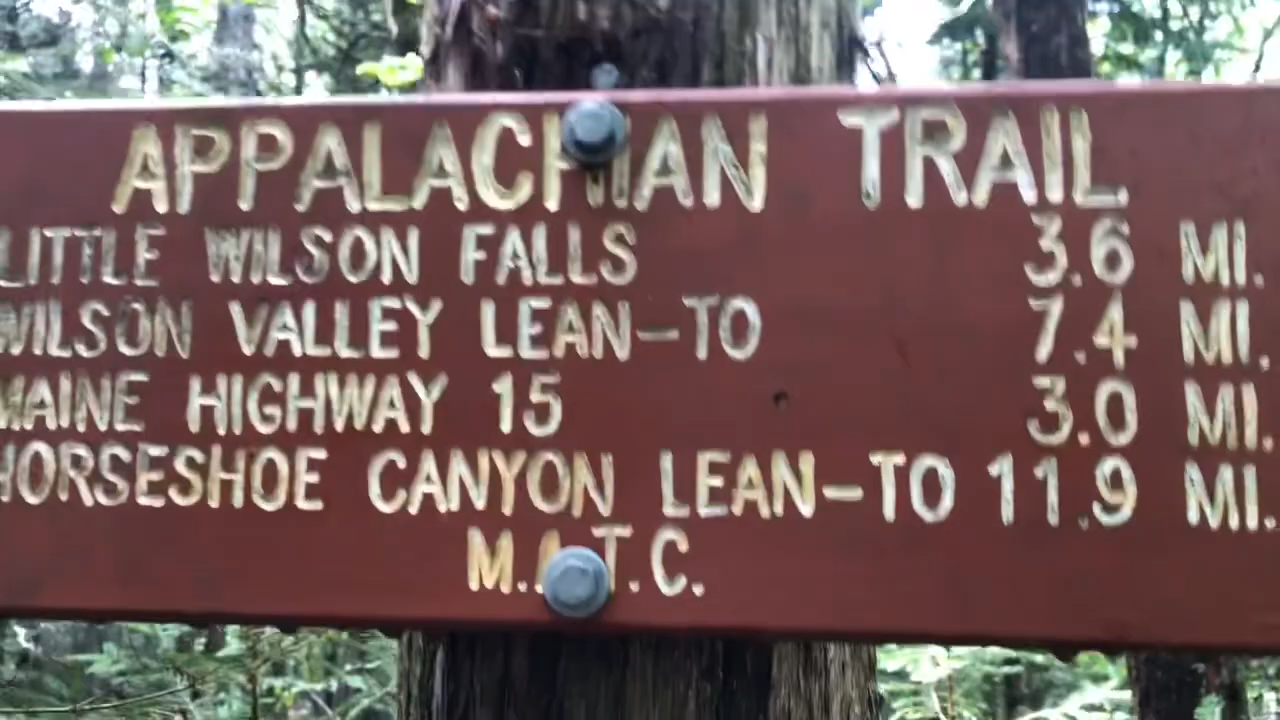 APPALACHIAN TRAIL
LITTLE WILSON FALLS 3.6 MI.
WILSON VALLEY LEAN-TO 7.4 MI.
MAINE HIGHWAY 15 3.0 MI.
HORSESHOE CANYON LEAN-TO 11.9 MI.
M.A.T.C.